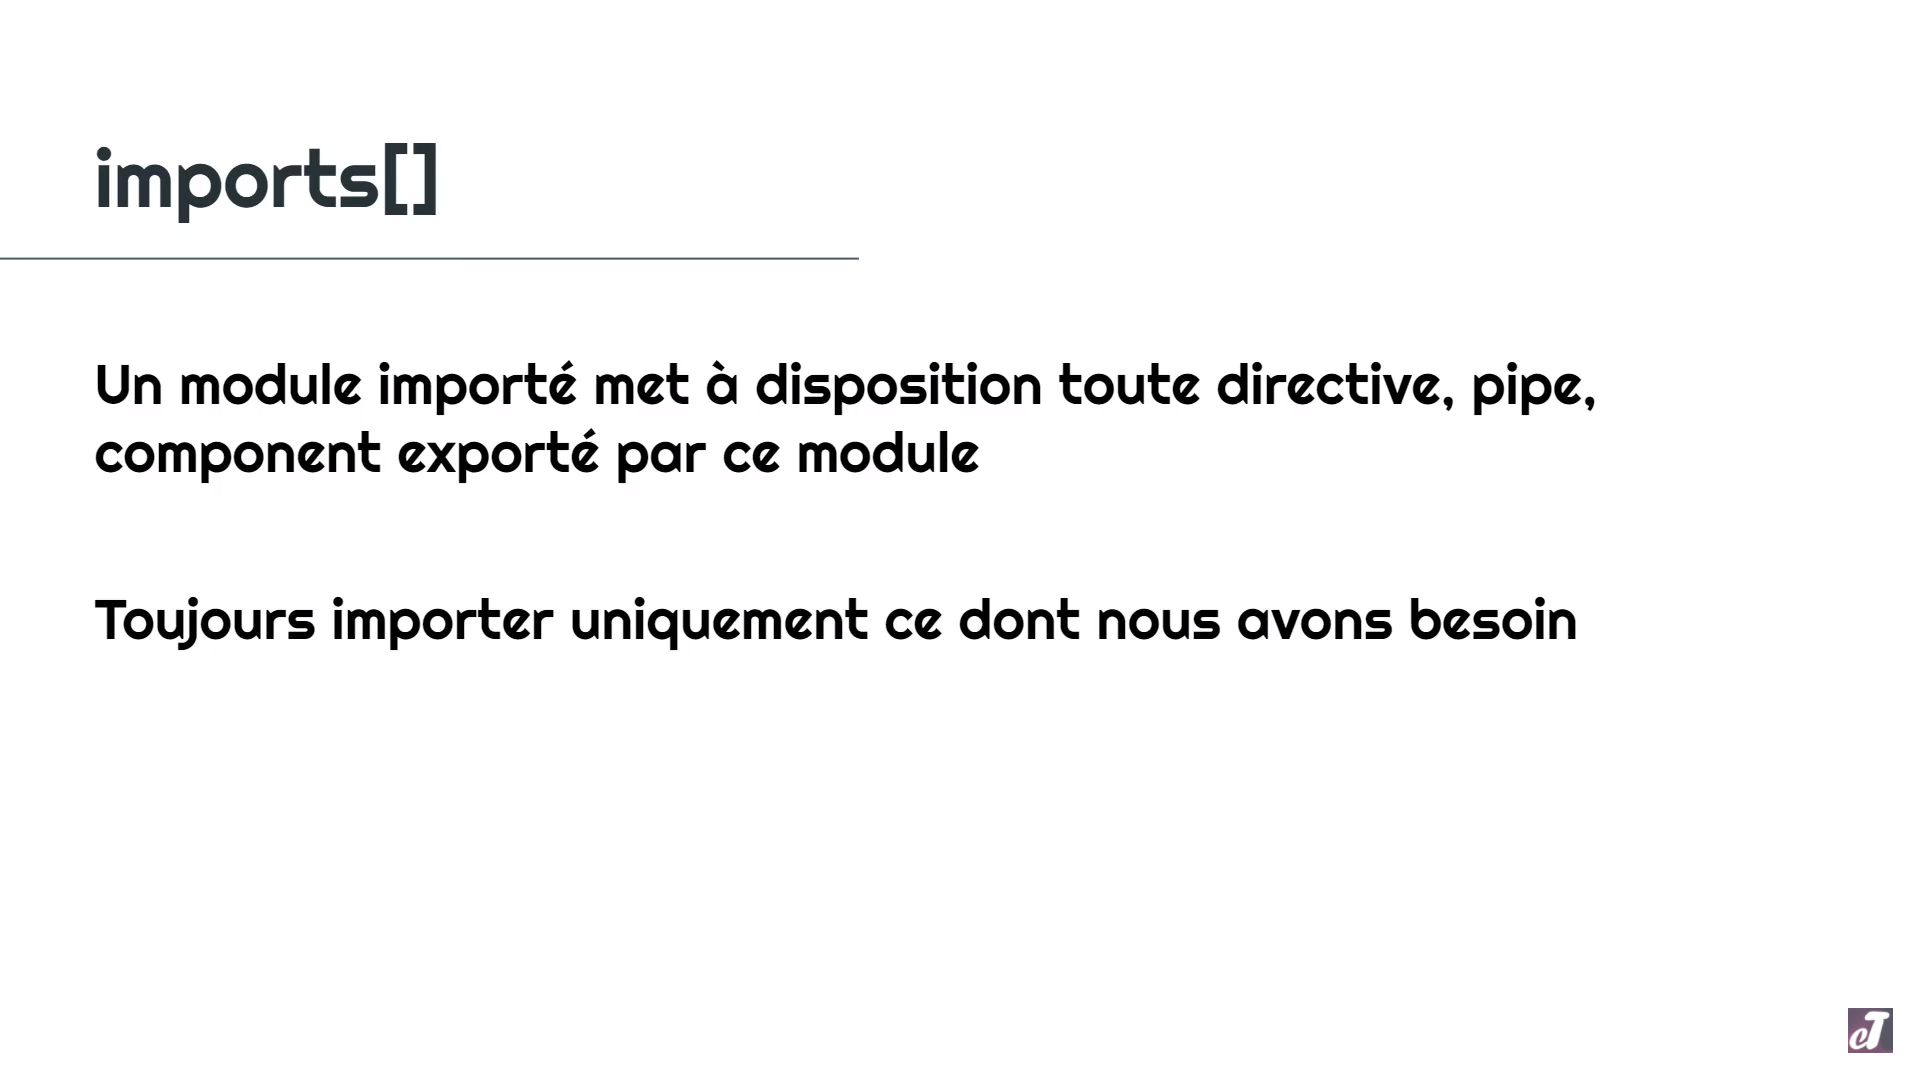 imports[]
Un module importé met à disposition toute directive, pipe,
component exporté par ce module
Toujours importer uniquement ce dont nous avons besoin
cT